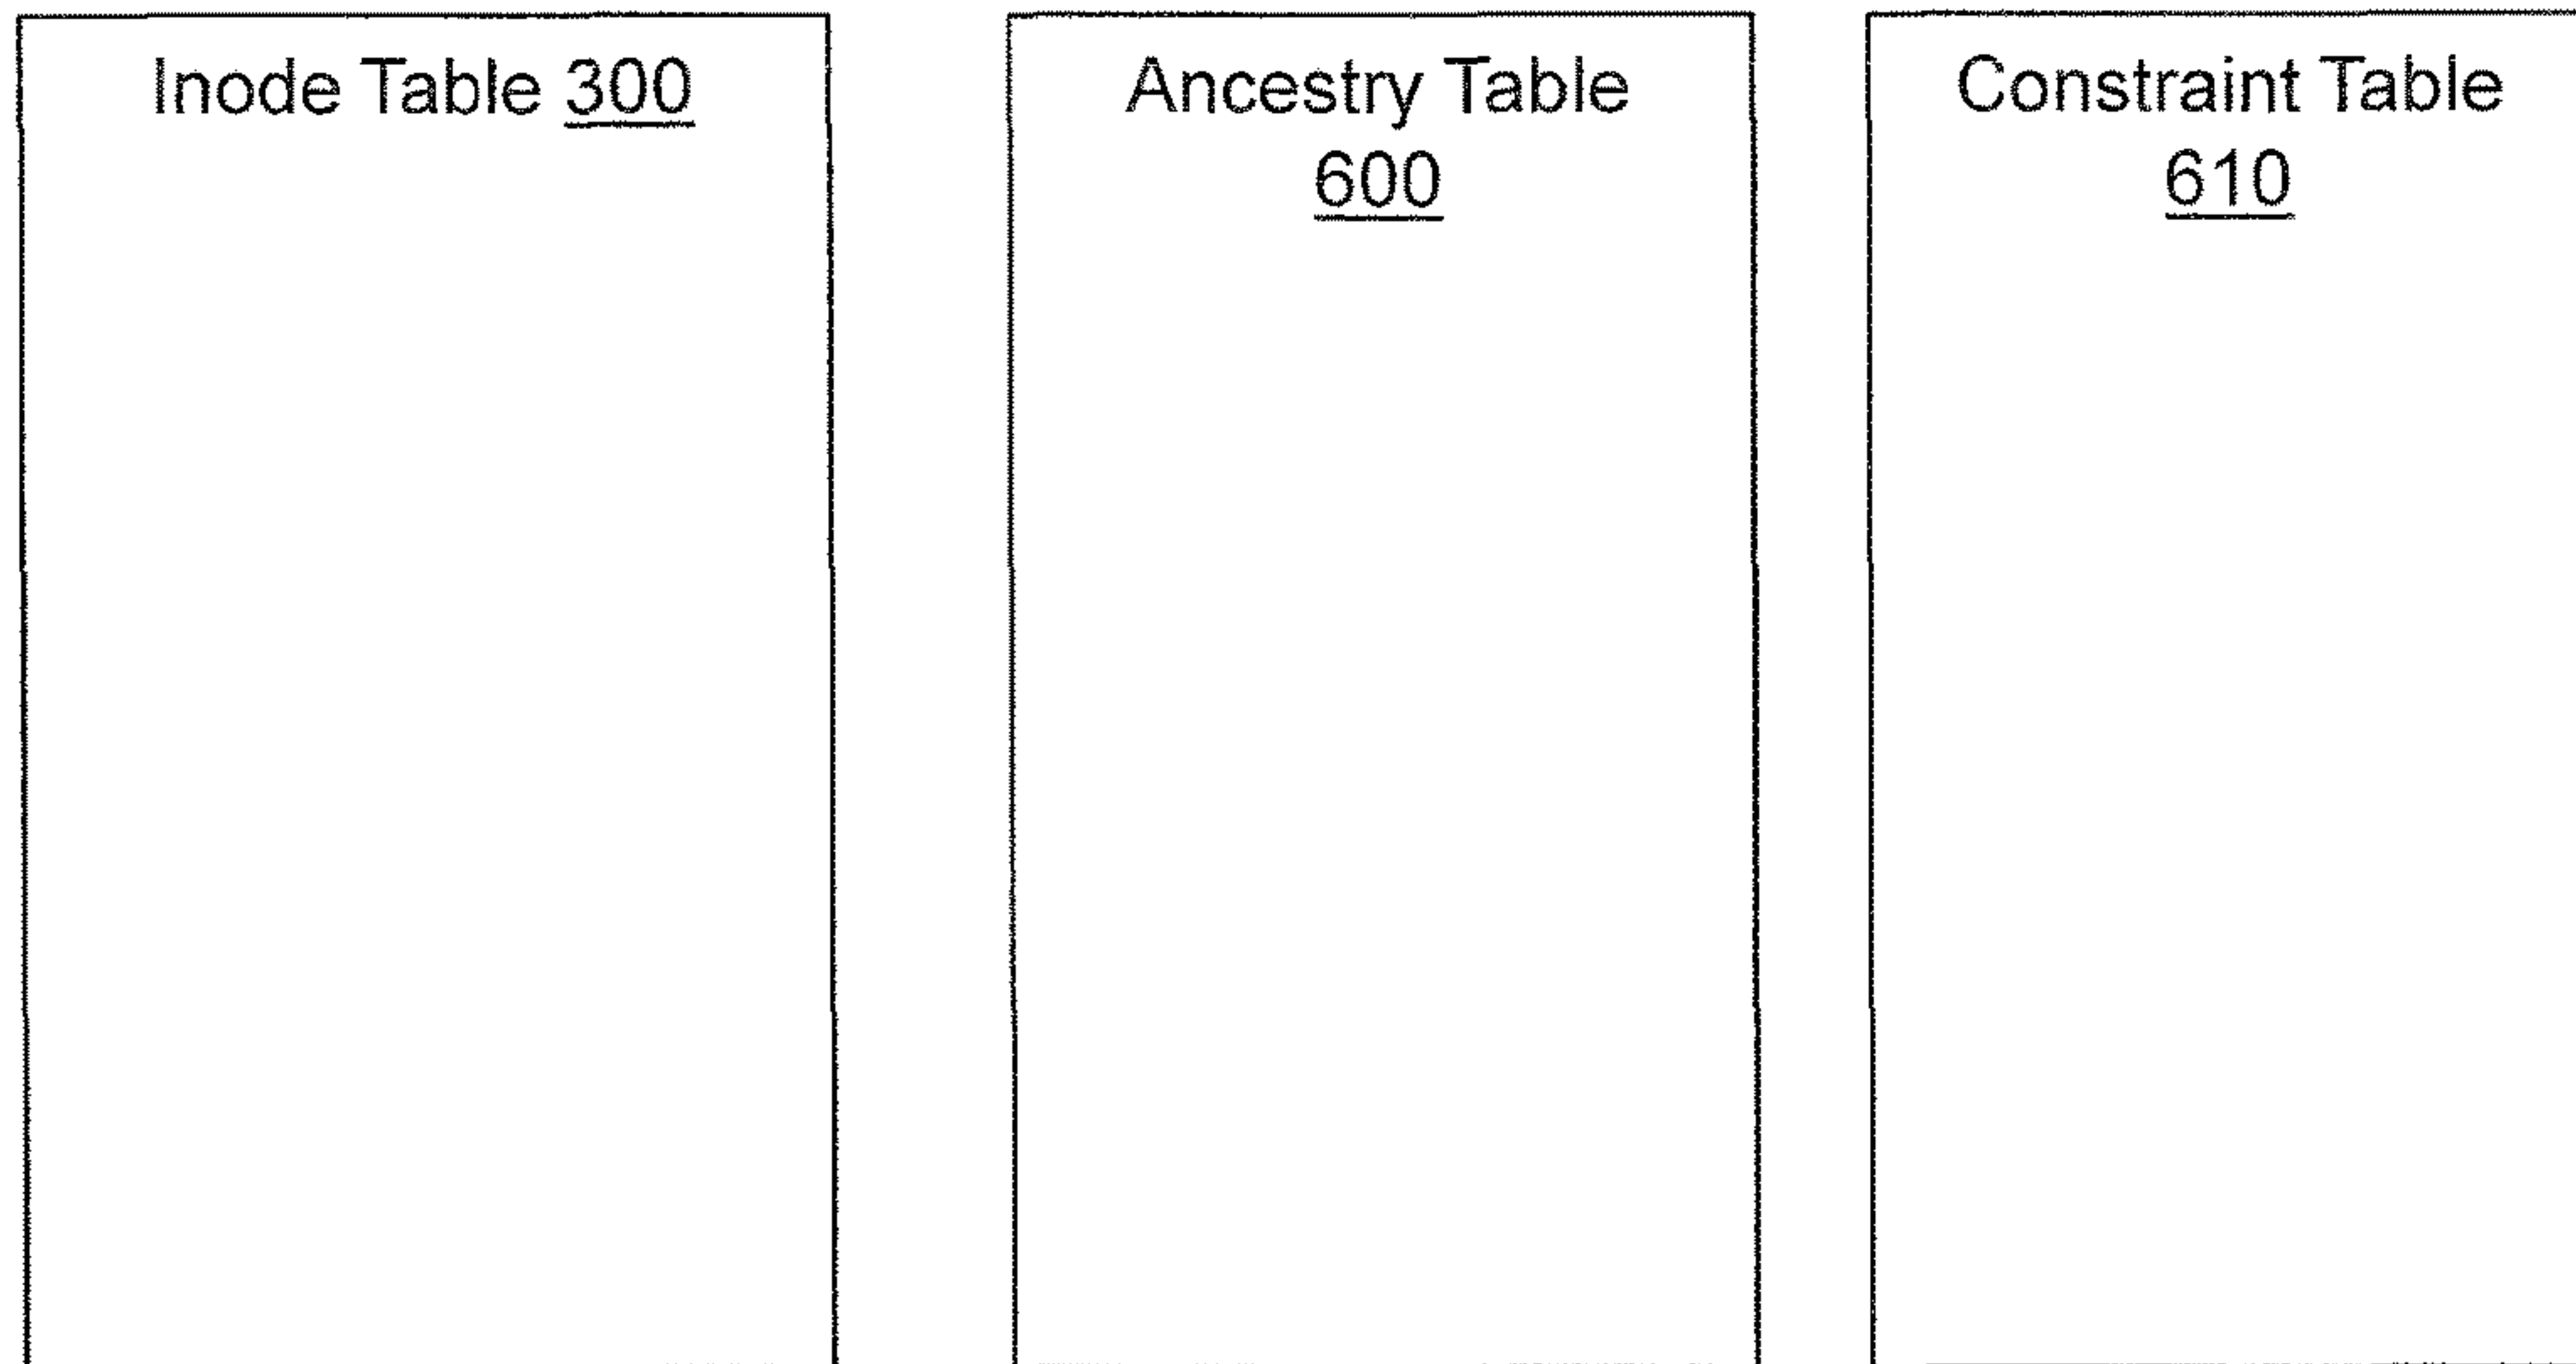 Inode Table 300
Ancestry Table
600
Constraint Table
610